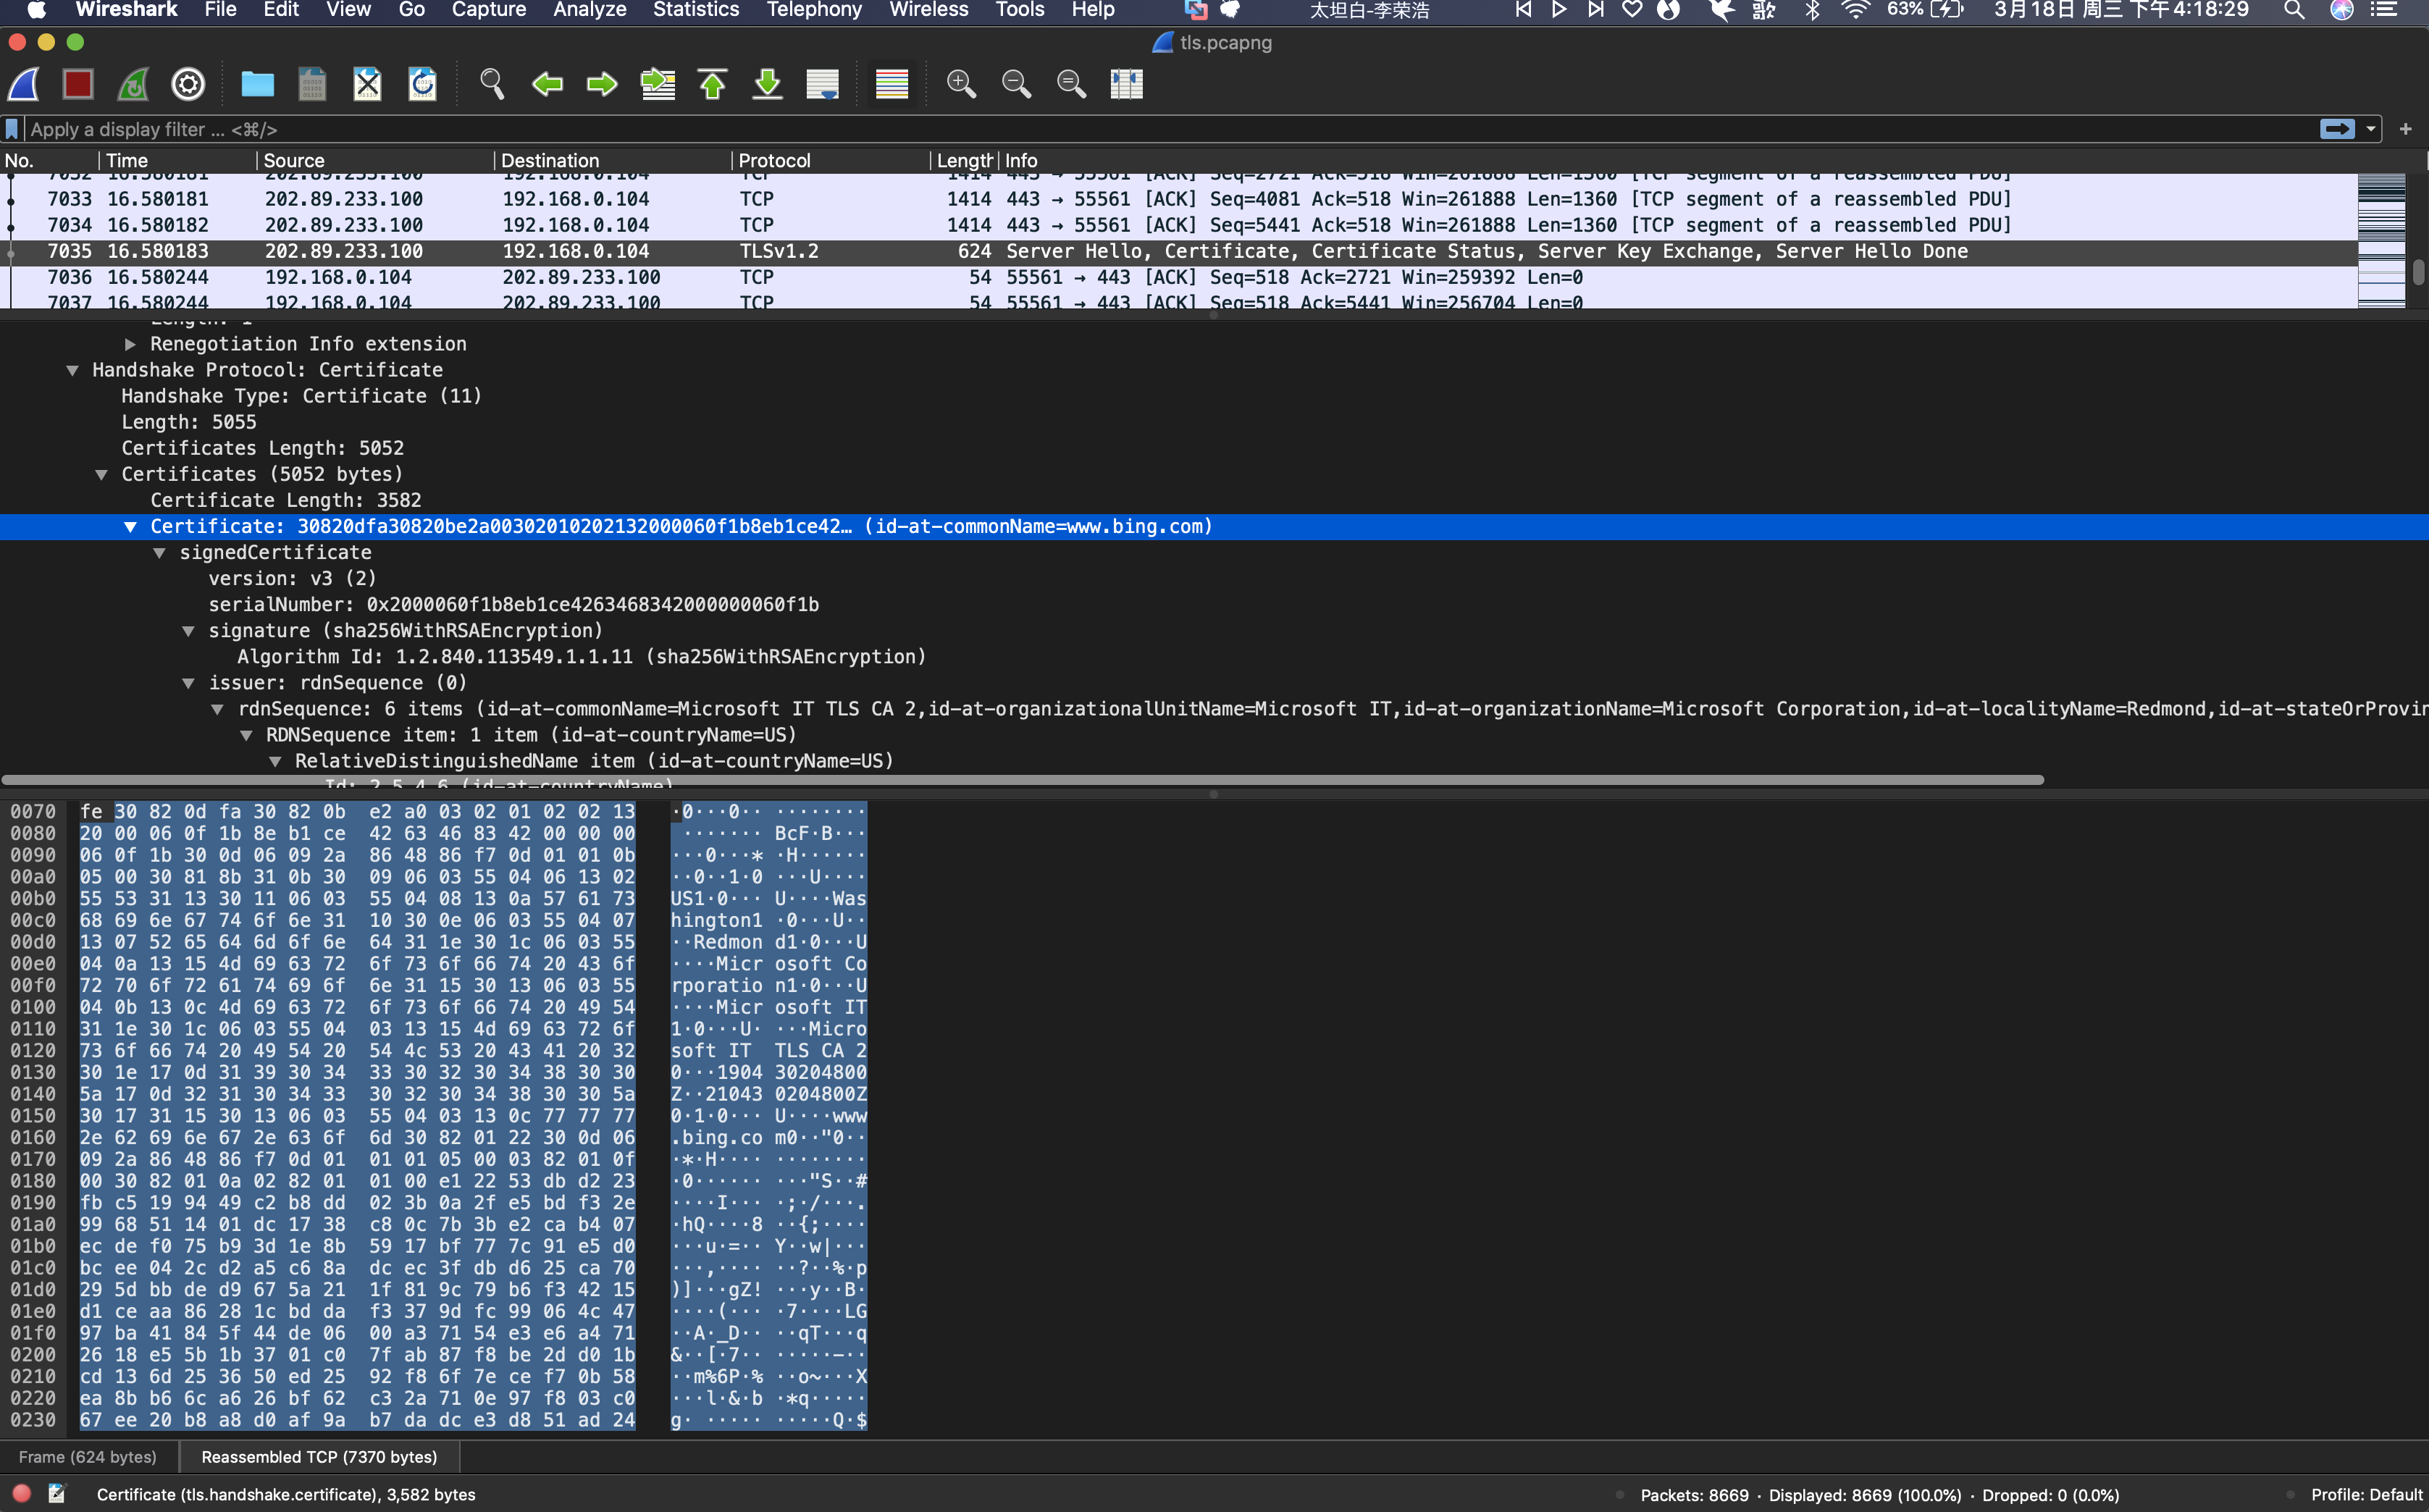 Wireshark File Edit View Go Capture Analyze Statistics Telephony Wireless Tools Help 太坦白-李荣浩 歌 63% 3月18日 周三 下午4:18:29
tls.pcapng
Apply a display filter ... <⌘/>
No. Time Source Destination Protocol Length Info
7032 16.580181 202.89.233.100 192.168.0.104 TCP 1414 443 → 55561 [ACK] Seq=2721 Ack=518 Win=261888 Len=1360 [TCP segment of a reassembled PDU]
7033 16.580181 202.89.233.100 192.168.0.104 TCP 1414 443 → 55561 [ACK] Seq=4081 Ack=518 Win=261888 Len=1360 [TCP segment of a reassembled PDU]
7034 16.580182 202.89.233.100 192.168.0.104 TCP 1414 443 → 55561 [ACK] Seq=5441 Ack=518 Win=261888 Len=1360 [TCP segment of a reassembled PDU]
7035 16.580183 202.89.233.100 192.168.0.104 TLSv1.2 624 Server Hello, Certificate, Certificate Status, Server Key Exchange, Server Hello Done
7036 16.580244 192.168.0.104 202.89.233.100 TCP 54 55561 → 443 [ACK] Seq=518 Ack=2721 Win=259392 Len=0
7037 16.580244 192.168.0.104 202.89.233.100 TCP 54 55561 → 443 [ACK] Seq=518 Ack=5441 Win=256704 Len=0
Length: 1
Renegotiation Info extension
Handshake Protocol: Certificate
Handshake Type: Certificate (11)
Length: 5055
Certificates Length: 5052
Certificates (5052 bytes)
Certificate Length: 3582
Certificate: 30820dfa30820be2a00302010202132000060f1b8eb1ce42… (id-at-commonName=www.bing.com)
signedCertificate
version: v3 (2)
serialNumber: 0x2000060f1b8eb1ce4263468342000000060f1b
signature (sha256WithRSAEncryption)
Algorithm Id: 1.2.840.113549.1.1.11 (sha256WithRSAEncryption)
issuer: rdnSequence (0)
rdnSequence: 6 items (id-at-commonName=Microsoft IT TLS CA 2,id-at-organizationalUnitName=Microsoft IT,id-at-organizationName=Microsoft Corporation,id-at-localityName=Redmond,id-at-stateOrProvin
RDNSequence item: 1 item (id-at-countryName=US)
RelativeDistinguishedName item (id-at-countryName=US)
Id: 2.5.4.6 (id-at-countryName)
0070 fe 30 82 0d fa 30 82 0b e2 a0 03 02 01 02 02 13 ·0···0·· ········
0080 20 00 06 0f 1b 8e b1 ce 42 63 46 83 42 00 00 00 ······· BcF·B···
0090 06 0f 1b 30 0d 06 09 2a 86 48 86 f7 0d 01 01 0b ···0···* ·H······
00a0 05 00 30 81 8b 31 0b 30 09 06 03 55 04 06 13 02 ··0··1·0 ···U····
00b0 55 53 31 13 30 11 06 03 55 04 08 13 0a 57 61 73 US1·0··· U····Was
00c0 68 69 6e 67 74 6f 6e 31 10 30 0e 06 03 55 04 07 hington1 ·0···U··
00d0 13 07 52 65 64 6d 6f 6e 64 31 1e 30 1c 06 03 55 ··Redmon d1·0···U
00e0 04 0a 13 15 4d 69 63 72 6f 73 6f 66 74 20 43 6f ····Micr osoft Co
00f0 72 70 6f 72 61 74 69 6f 6e 31 15 30 13 06 03 55 rporatio n1·0···U
0100 04 0b 13 0c 4d 69 63 72 6f 73 6f 66 74 20 49 54 ····Micr osoft IT
0110 31 1e 30 1c 06 03 55 04 03 13 15 4d 69 63 72 6f 1·0···U· ···Micro
0120 73 6f 66 74 20 49 54 20 54 4c 53 20 43 41 20 32 soft IT TLS CA 2
0130 30 1e 17 0d 31 39 30 34 33 30 32 30 34 38 30 30 0···1904 30204800
0140 5a 17 0d 32 31 30 34 33 30 32 30 34 38 30 30 5a Z··21043 0204800Z
0150 30 17 31 15 30 13 06 03 55 04 03 13 0c 77 77 77 0·1·0··· U····www
0160 2e 62 69 6e 67 2e 63 6f 6d 30 82 01 22 30 0d 06 .bing.co m0··"0··
0170 09 2a 86 48 86 f7 0d 01 01 01 05 00 03 82 01 0f ·*·H···· ········
0180 00 30 82 01 0a 02 82 01 01 00 e1 22 53 db d2 23 ·0······ ···"S··#
0190 fb c5 19 94 49 c2 b8 dd 02 3b 0a 2f e5 bd f3 2e ····I··· ·;·/···.
01a0 99 68 51 14 01 dc 17 38 c8 0c 7b 3b e2 ca b4 07 ·hQ····8 ··{;····
01b0 ec de f0 75 b9 3d 1e 8b 59 17 bf 77 7c 91 e5 d0 ···u·=·· Y··w|···
01c0 bc ee 04 2c d2 a5 c6 8a dc ec 3f db d6 25 ca 70 ···,···· ··?··%·p
01d0 29 5d bb de d9 67 5a 21 1f 81 9c 79 b6 f3 42 15 )]···gZ! ···y··B·
01e0 d1 ce aa 86 28 1c bd da f3 37 9d fc 99 06 4c 47 ····(··· ·7····LG
01f0 97 ba 41 84 5f 44 de 06 00 a3 71 54 e3 e6 a4 71 ··A·_D·· ··qT···q
0200 26 18 e5 5b 1b 37 01 c0 7f ab 87 f8 be 2d d0 1b &··[·7·· ·····-··
0210 cd 13 6d 25 36 50 ed 25 92 f8 6f 7e ce f7 0b 58 ··m%6P·% ··o~···X
0220 ea 8b b6 6c a6 26 bf 62 c3 2a 71 0e 97 f8 03 c0 ···l·&·b ·*q·····
0230 67 ee 20 b8 a8 d0 af 9a b7 da dc e3 d8 51 ad 24 g· ····· ·····Q·$
Frame (624 bytes) Reassembled TCP (7370 bytes)
Certificate (tls.handshake.certificate), 3,582 bytes Packets: 8669 · Displayed: 8669 (100.0%) · Dropped: 0 (0.0%) Profile: Default